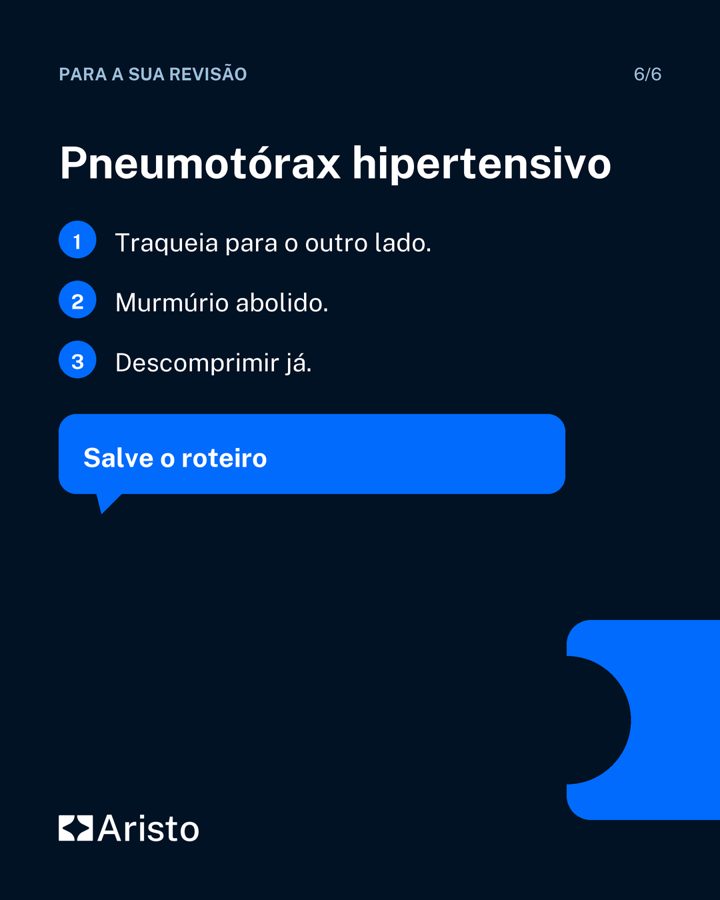 PARA A SUA REVISÃO
6/6
Pneumotórax hipertensivo
1 Traqueia para o outro lado.
2 Murmúrio abolido.
3 Descomprimir já.
Salve o roteiro
Aristo